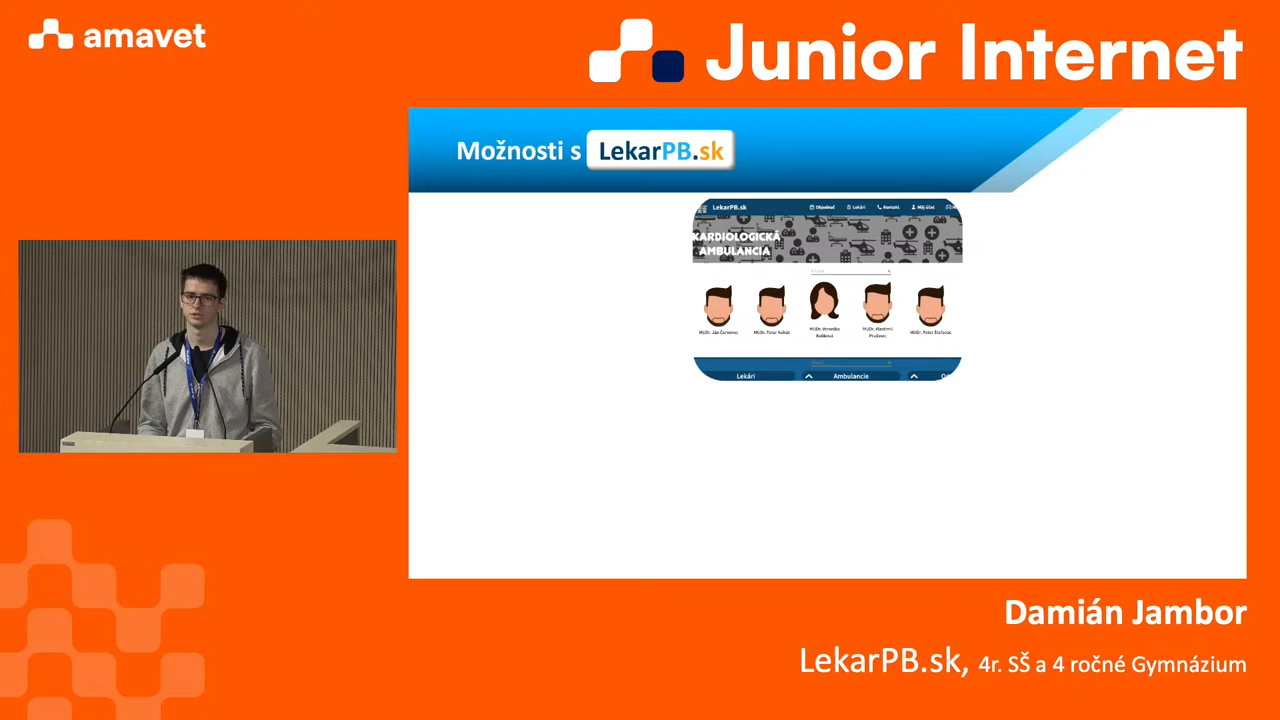 amavet
Junior Internet
Možnosti s LekarPB.sk
LekarPB.sk
Objednať
Lekári
Kontakt
Môj účet
KARDIOLOGICKÁ
AMBULANCIA
MUDr. Ján Červenec
MUDr. Peter Kohút
MUDr. Veronika
Kolíková
MUDr. Vlastimil
MUDr. Peter Štefanec
Lekári
Ambulancie
Damián Jambor
LekarPB.sk, 4r. SŠ a 4 ročné Gymnázium